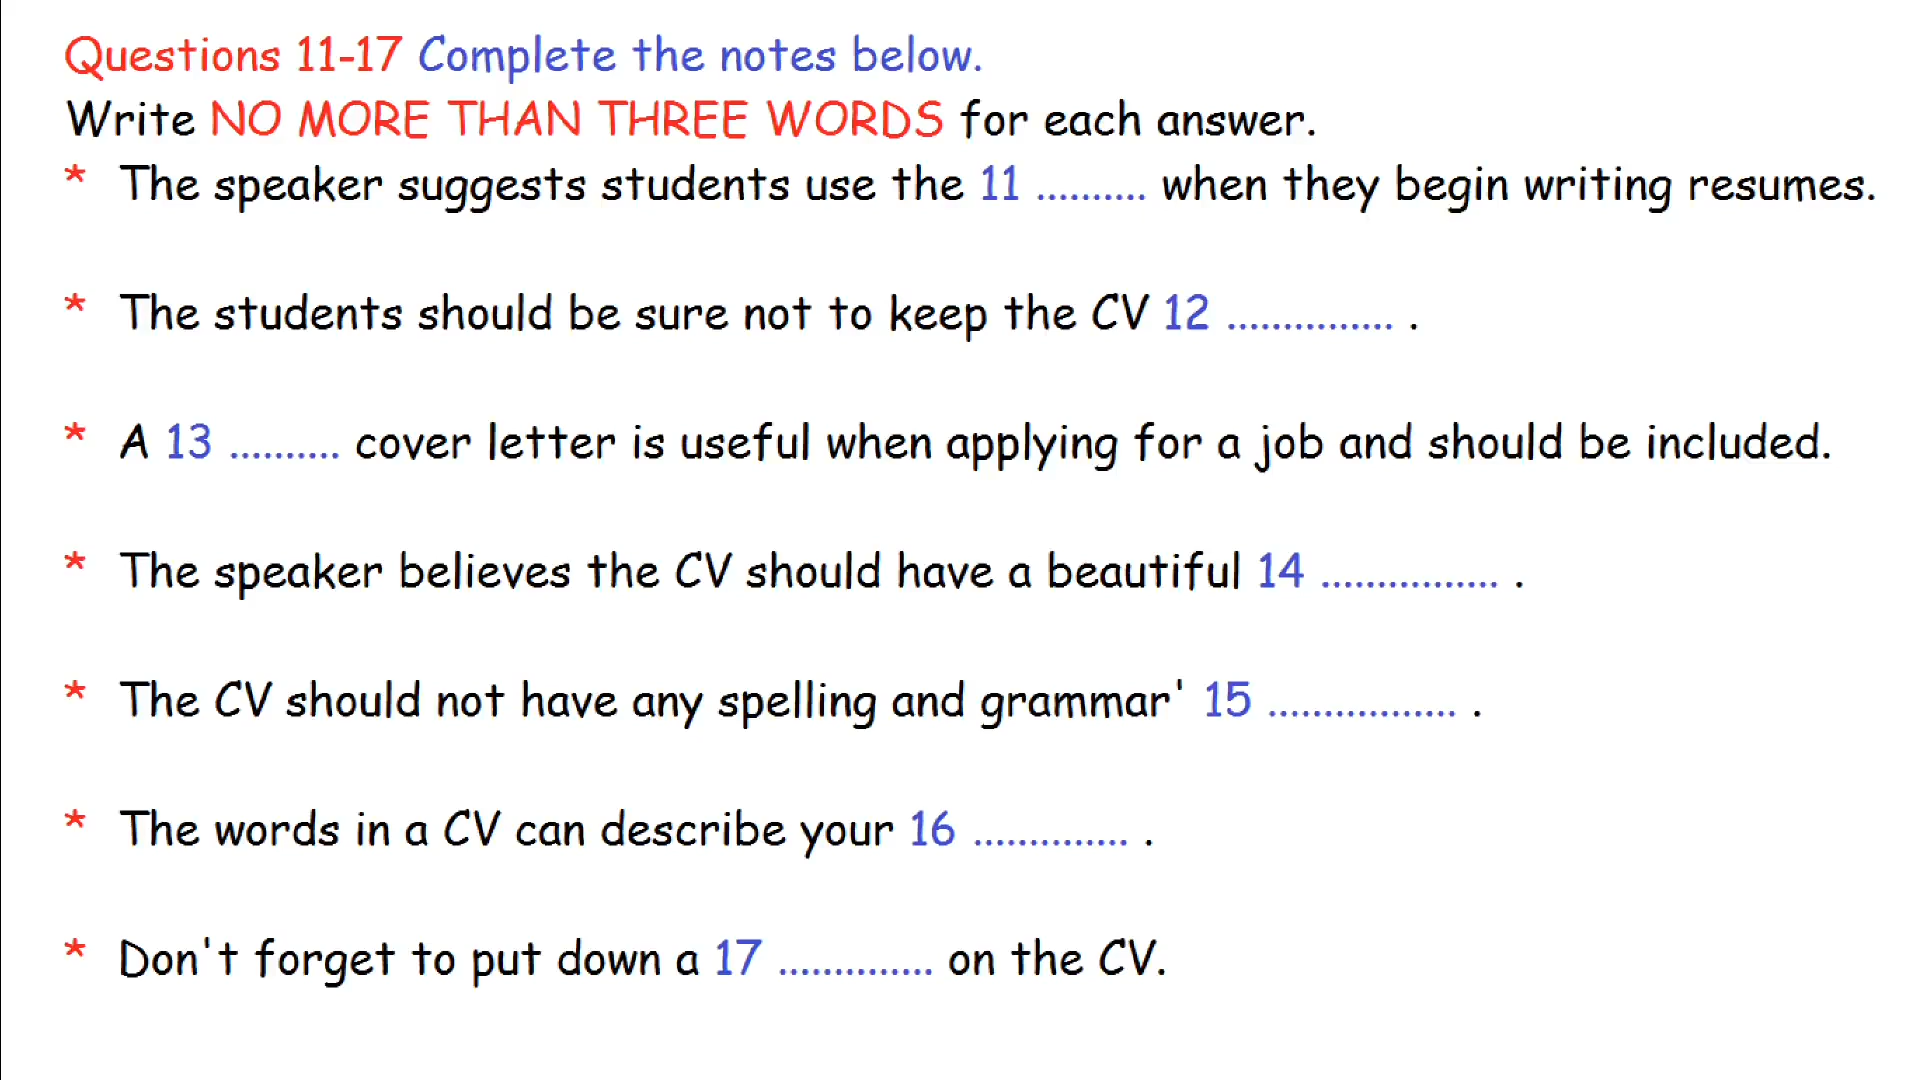 Questions 11-17 Complete the notes below.
Write NO MORE THAN THREE WORDS for each answer.
* The speaker suggests students use the 11 .......... when they begin writing resumes.
* The students should be sure not to keep the CV 12 ............... .
* A 13 .......... cover letter is useful when applying for a job and should be included.
* The speaker believes the CV should have a beautiful 14 ................ .
* The CV should not have any spelling and grammar' 15 ................. .
* The words in a CV can describe your 16 .............. .
* Don't forget to put down a 17 .............. on the CV.